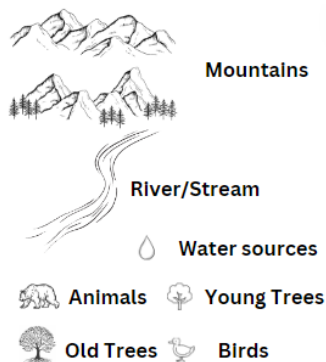 Mountains
River/Stream
Water sources
Animals Young Trees
Old Trees Birds